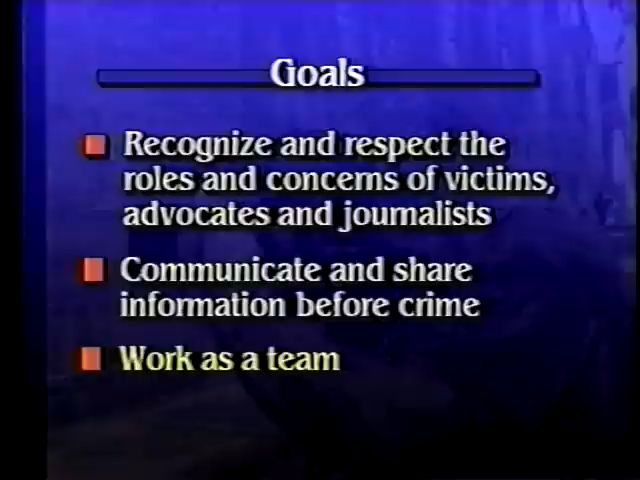 Goals
Recognize and respect the
roles and concerns of victims,
advocates and journalists
Communicate and share
information before crime
Work as a team